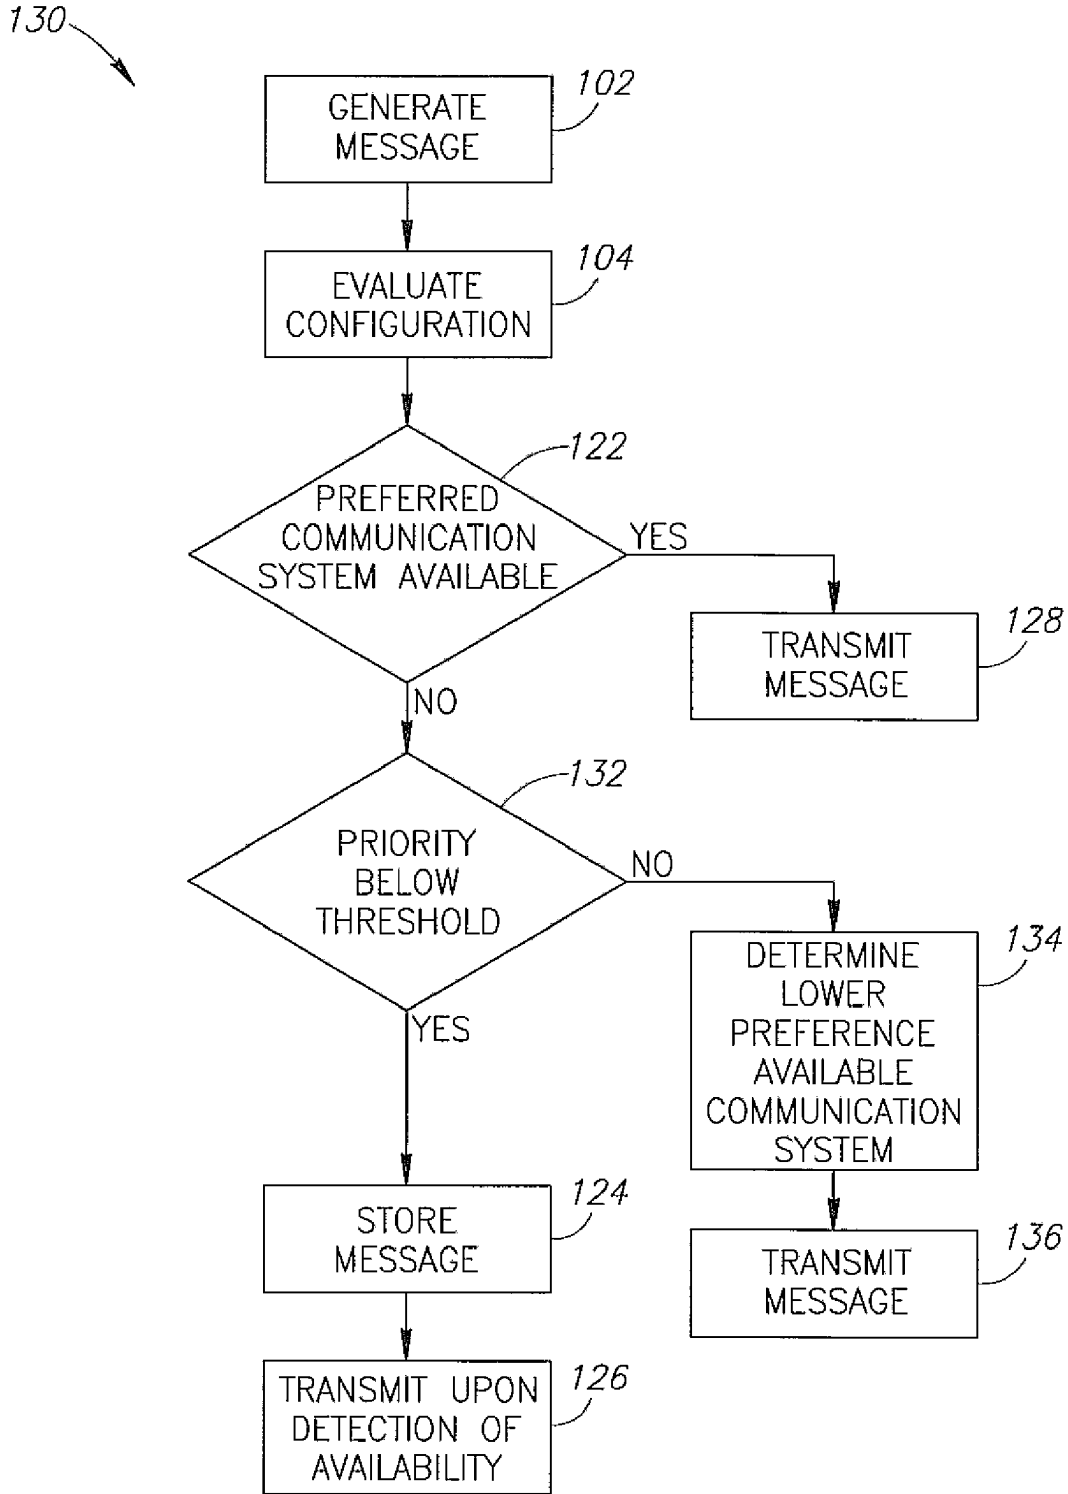 130
GENERATE
MESSAGE
102
EVALUATE
CONFIGURATION
104
PREFERRED
COMMUNICATION
SYSTEM AVAILABLE
122
YES
TRANSMIT
MESSAGE
128
NO
PRIORITY
BELOW
THRESHOLD
132
NO
DETERMINE
LOWER
PREFERENCE
AVAILABLE
COMMUNICATION
SYSTEM
134
YES
STORE
MESSAGE
124
TRANSMIT
MESSAGE
136
TRANSMIT UPON
DETECTION OF
AVAILABILITY
126